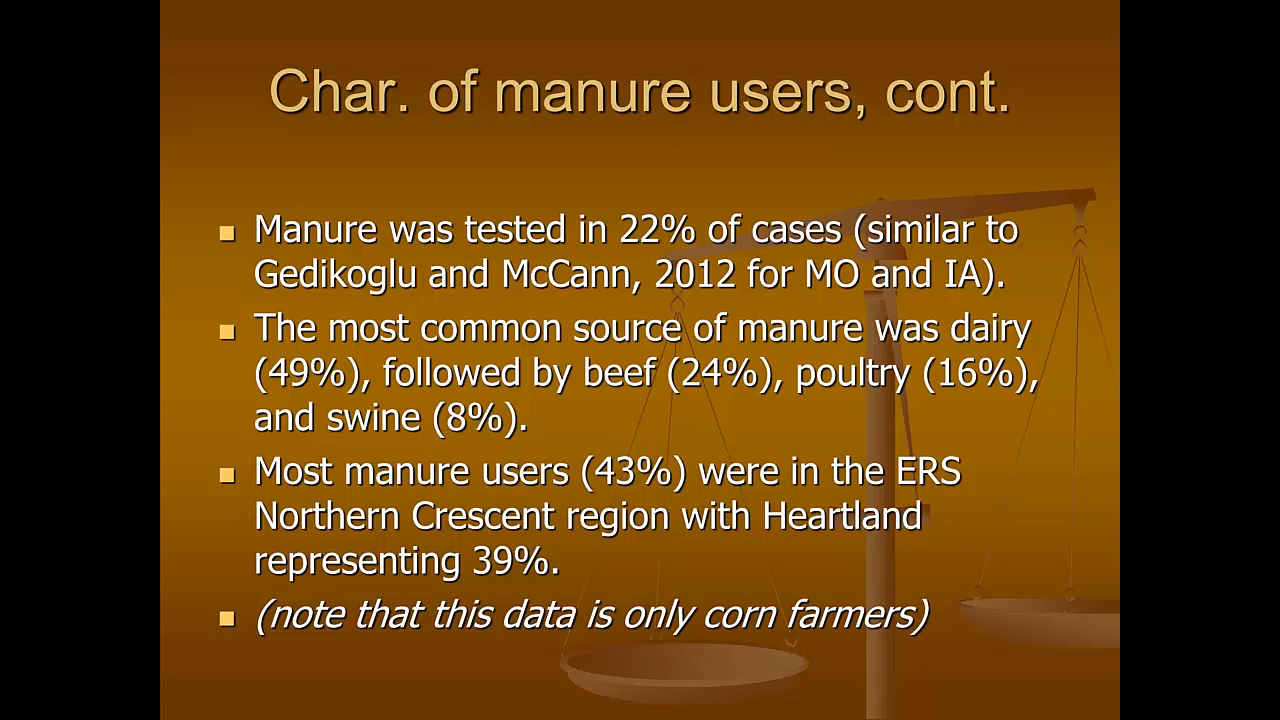 Char. of manure users, cont.
Manure was tested in 22% of cases (similar to
Gedikoglu and McCann, 2012 for MO and IA).
The most common source of manure was dairy
(49%), followed by beef (24%), poultry (16%),
and swine (8%).
Most manure users (43%) were in the ERS
Northern Crescent region with Heartland
representing 39%.
(note that this data is only corn farmers)